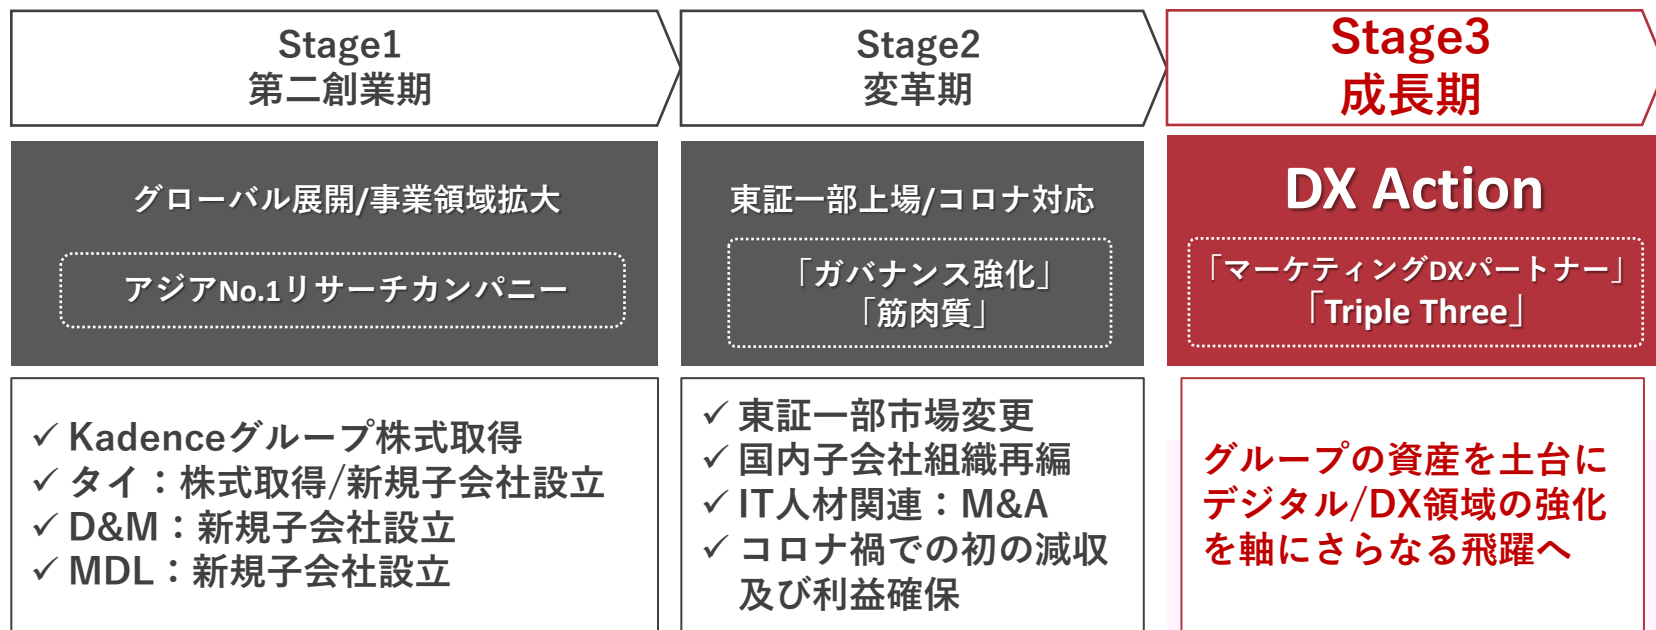 Stage1
第二創業期
Stage2
変革期
Stage3
成長期
グローバル展開/事業領域拡大
アジアNo.1リサーチカンパニー
東証一部上場/コロナ対応
「ガバナンス強化」
「筋肉質」
DX Action
「マーケティングDXパートナー」
「Triple Three」
✓ Kadenceグループ株式取得
✓ タイ：株式取得/新規子会社設立
✓ D&M：新規子会社設立
✓ MDL：新規子会社設立
✓ 東証一部市場変更
✓ 国内子会社組織再編
✓ IT人材関連：M&A
✓ コロナ禍での初の減収
及び利益確保
グループの資産を土台に
デジタル/DX領域の強化
を軸にさらなる飛躍へ